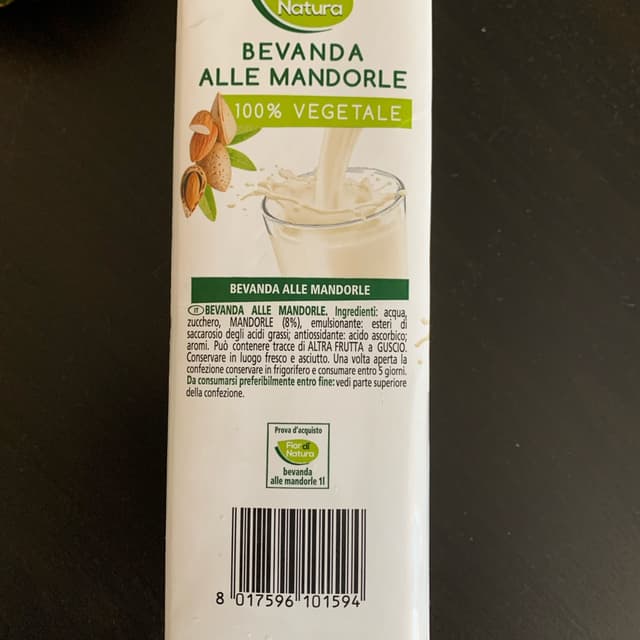 Natura
BEVANDA
ALLE MANDORLE
100% VEGETALE
BEVANDA ALLE MANDORLE
IT BEVANDA ALLE MANDORLE. Ingredienti: acqua,
zucchero, MANDORLE (8%), emulsionante: esteri di
saccarosio degli acidi grassi; antiossidante: acido ascorbico;
aromi. Può contenere tracce di ALTRA FRUTTA a GUSCIO.
Conservare in luogo fresco e asciutto. Una volta aperta la
confezione conservare in frigorifero e consumare entro 5 giorni.
Da consumarsi preferibilmente entro fine: vedi parte superiore
della confezione.
Prova d'acquisto
Fior di
Natura
bevanda
alle mandorle 1l
8 017596 101594